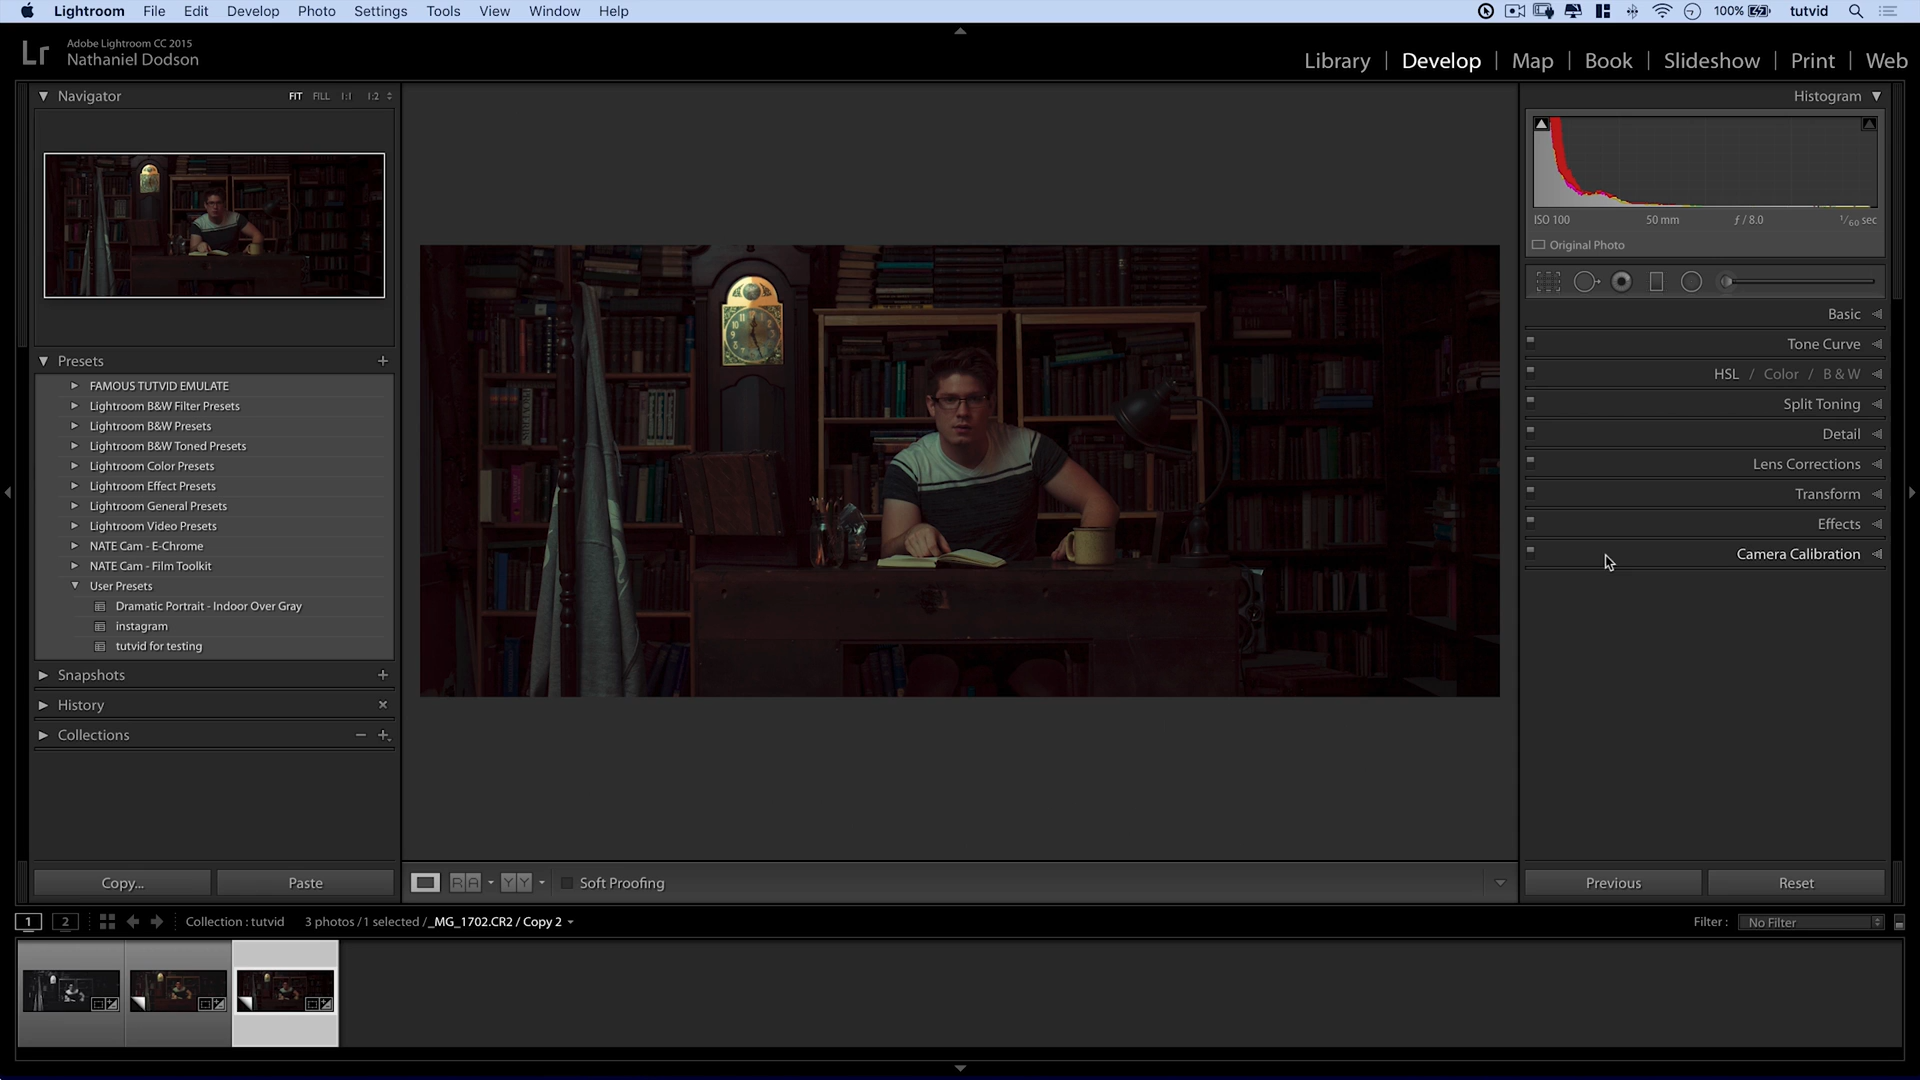 Lightroom File Edit Develop Photo Settings Tools View Window Help 100% tutvid
Lr Adobe Lightroom CC 2015
Nathaniel Dodson
Library | Develop | Map | Book | Slideshow | Print | Web
Navigator FIT FILL 1:1 1:2
Histogram
ISO 100 50 mm ƒ / 8.0 1/60 sec
Original Photo
Basic
Tone Curve
HSL / Color / B & W
Split Toning
Detail
Lens Corrections
Transform
Effects
Camera Calibration
Presets +
FAMOUS TUTVID EMULATE
Lightroom B&W Filter Presets
Lightroom B&W Presets
Lightroom B&W Toned Presets
Lightroom Color Presets
Lightroom Effect Presets
Lightroom General Presets
Lightroom Video Presets
NATE Cam - E-Chrome
NATE Cam - Film Toolkit
User Presets
Dramatic Portrait - Indoor Over Gray
instagram
tutvid for testing
Snapshots +
History ×
Collections − +
Copy... Paste
R A Y Y Soft Proofing
Previous Reset
1 2 Collection : tutvid 3 photos / 1 selected / _MG_1702.CR2 / Copy 2
Filter : No Filter